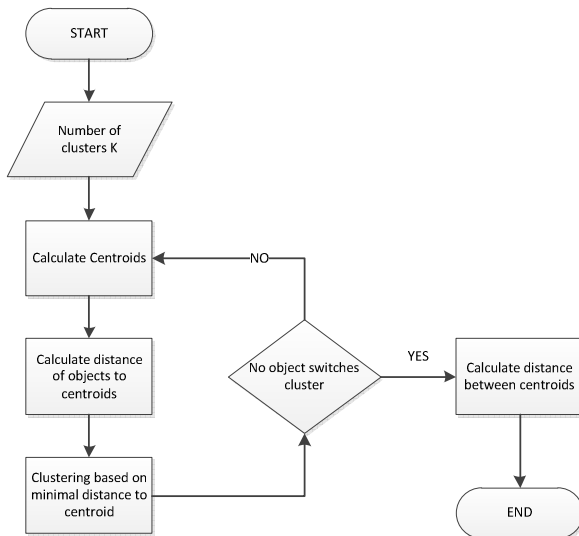 START
Number of
clusters K
Calculate Centroids
NO
Calculate distance
of objects to
centroids
No object switches
cluster
YES
Calculate distance
between centroids
Clustering based on
minimal distance to
centroid
END